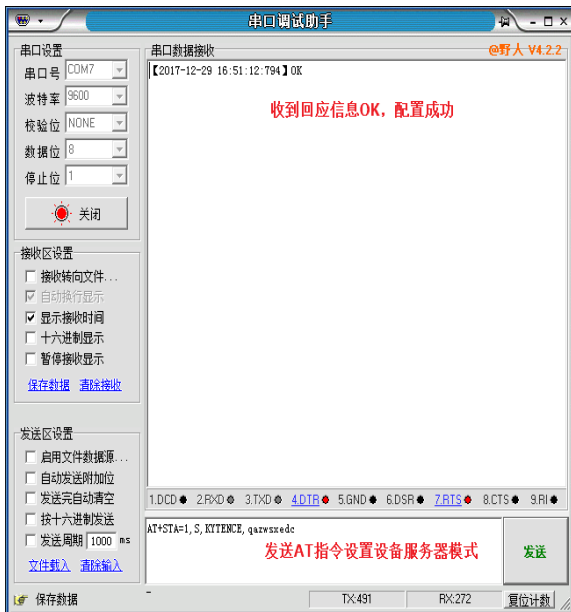 串口调试助手
串口设置
串口号 COM7
波特率 9600
校验位 NONE
数据位 8
停止位 1
关闭
接收区设置
接收转向文件...
自动换行显示
显示接收时间
十六进制显示
暂停接收显示
保存数据 清除接收
发送区设置
启用文件数据源...
自动发送附加位
发送完自动清空
按十六进制发送
发送周期 1000 ms
文件载入 清除输入
串口数据接收
@野人 V4.2.2
【2017-12-29 16:51:12:794】OK
收到回应信息OK，配置成功
1.DCD 2.RXD 3.TXD 4.DTR 5.GND 6.DSR 7.RTS 8.CTS 9.RI
AT+STA=1,S,KYTENCE,qazwsxedc
发送AT指令设置设备服务器模式
发送
保存数据
TX:491
RX:272
复位计数